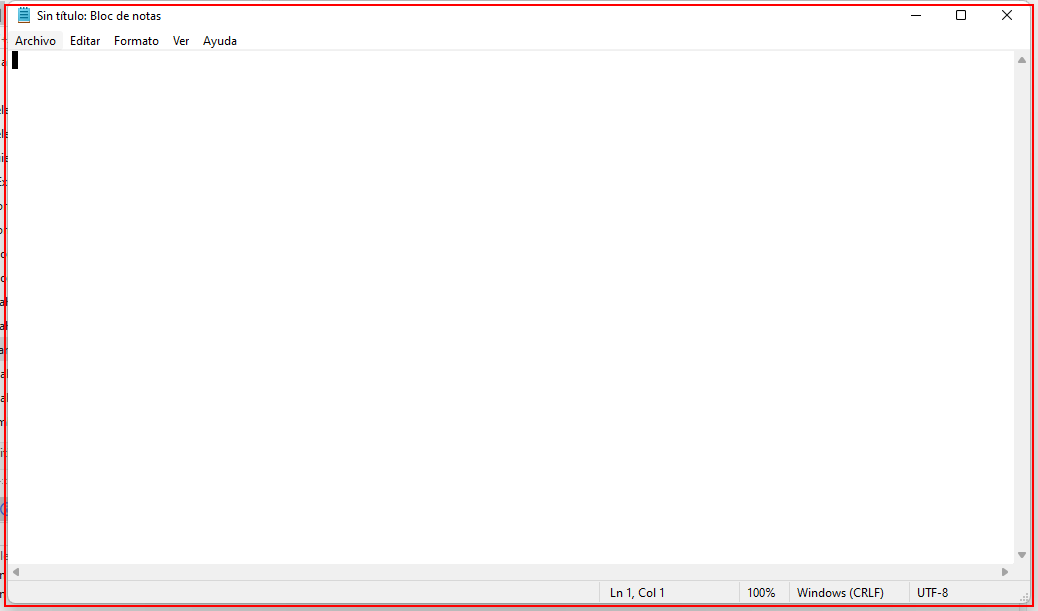 Sin título: Bloc de notas
Archivo Editar Formato Ver Ayuda
Ln 1, Col 1 100% Windows (CRLF) UTF-8